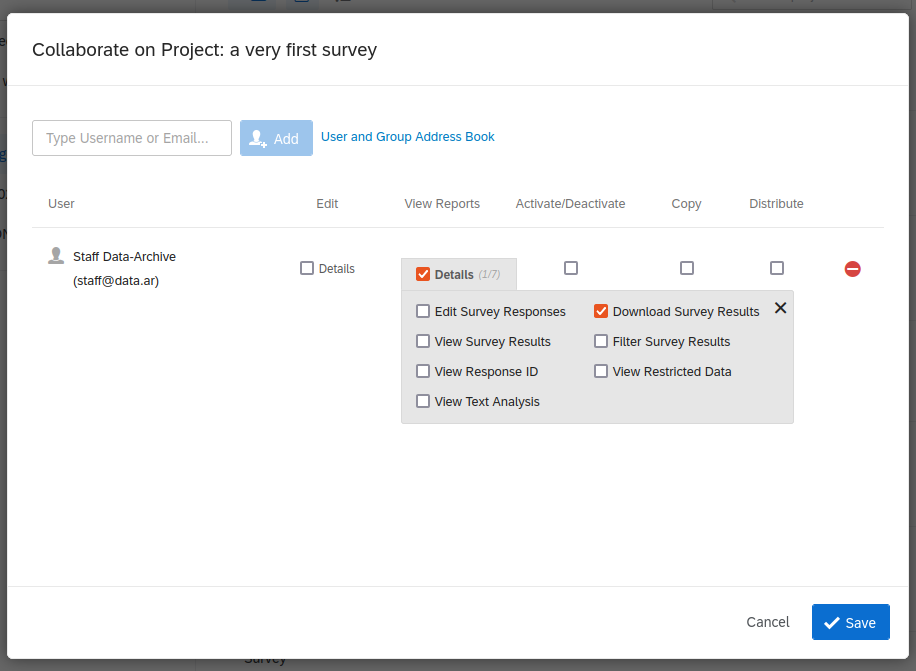 Collaborate on Project: a very first survey
Type Username or Email...
Add
User and Group Address Book
User Edit View Reports Activate/Deactivate Copy Distribute
Staff Data-Archive
(staff@data.ar)
Details
Details (1/7)
Edit Survey Responses Download Survey Results
View Survey Results Filter Survey Results
View Response ID View Restricted Data
View Text Analysis
Cancel Save
Survey